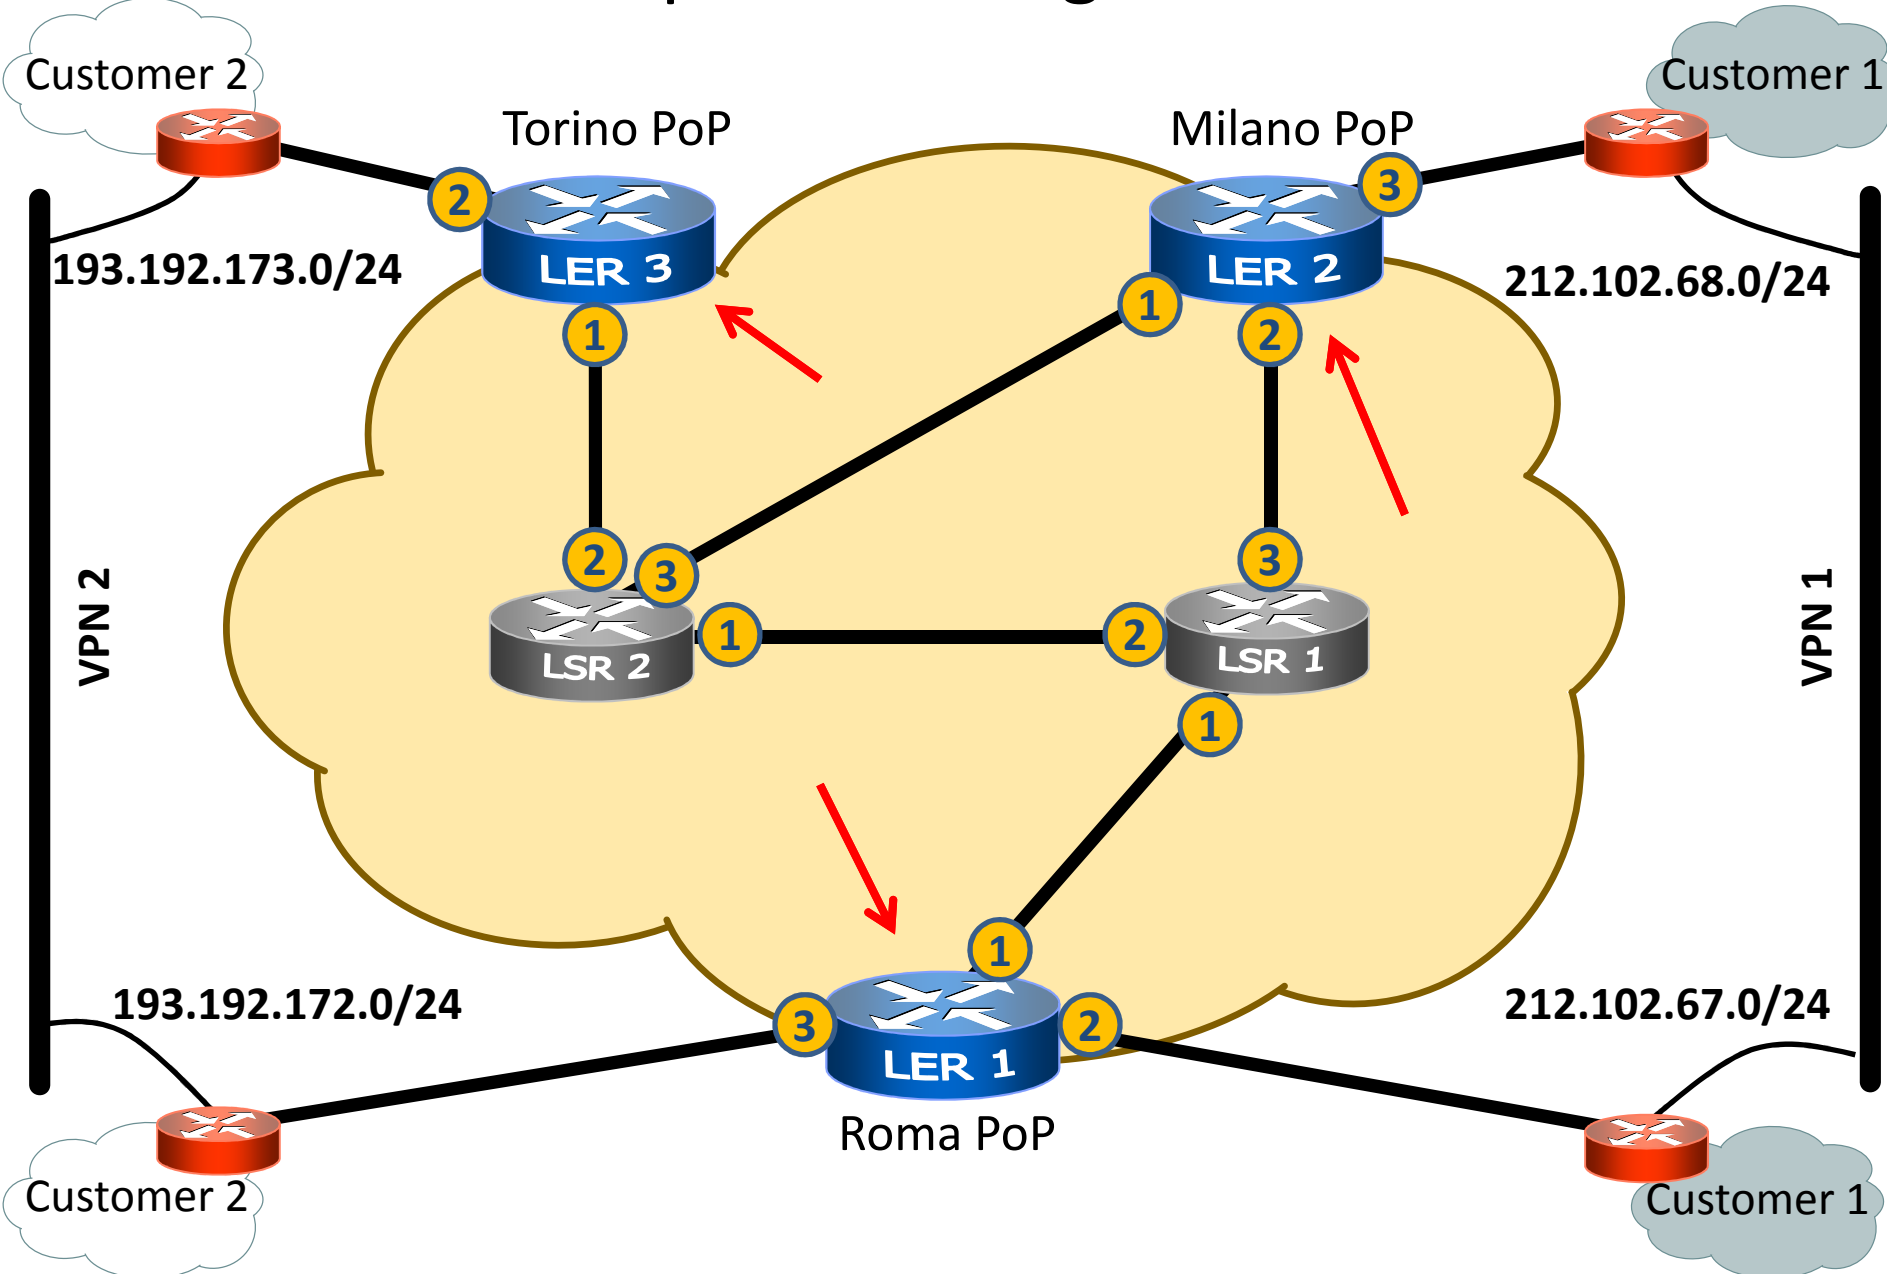 Customer 2
Customer 1
Torino PoP
Milano PoP
2
3
LER 3
LER 2
193.192.173.0/24
212.102.68.0/24
1
1
2
2
3
3
1
2
LSR 2
LSR 1
VPN 2
VPN 1
1
1
193.192.172.0/24
212.102.67.0/24
3
2
LER 1
Roma PoP
Customer 2
Customer 1